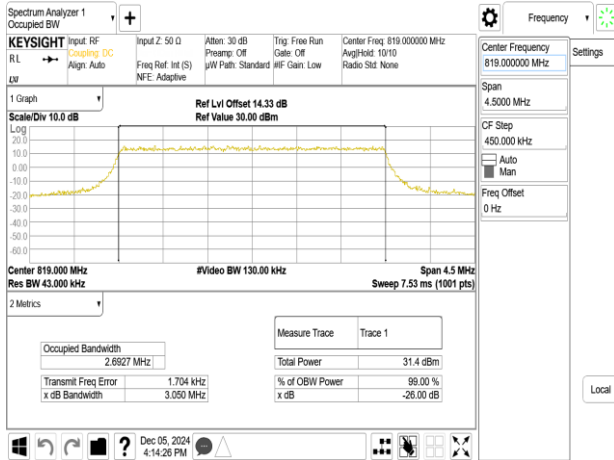 Spectrum Analyzer 1
Occupied BW
+
Frequency
KEYSIGHT
RL
LXI
Input: RF
Coupling: DC
Align: Auto
Input Z: 50 Ω
Freq Ref: Int (S)
NFE: Adaptive
Atten: 30 dB
Preamp: Off
µW Path: Standard
Trig: Free Run
Gate: Off
#IF Gain: Low
Center Freq: 819.000000 MHz
Avg|Hold: 10/10
Radio Std: None
Center Frequency
819.000000 MHz
Settings
Span
4.5000 MHz
CF Step
450.000 kHz
Auto
Man
Freq Offset
0 Hz
Local
1 Graph
Scale/Div 10.0 dB
Ref Lvl Offset 14.33 dB
Ref Value 30.00 dBm
Log
20.0
10.0
0.00
-10.0
-20.0
-30.0
-40.0
-50.0
-60.0
Center 819.000 MHz
#Video BW 130.00 kHz
Span 4.5 MHz
Res BW 43.000 kHz
Sweep 7.53 ms (1001 pts)
2 Metrics
Occupied Bandwidth
2.6927 MHz
Transmit Freq Error 1.704 kHz
x dB Bandwidth 3.050 MHz
Measure Trace Trace 1
Total Power 31.4 dBm
% of OBW Power 99.00 %
x dB -26.00 dB
?
Dec 05, 2024
4:14:26 PM